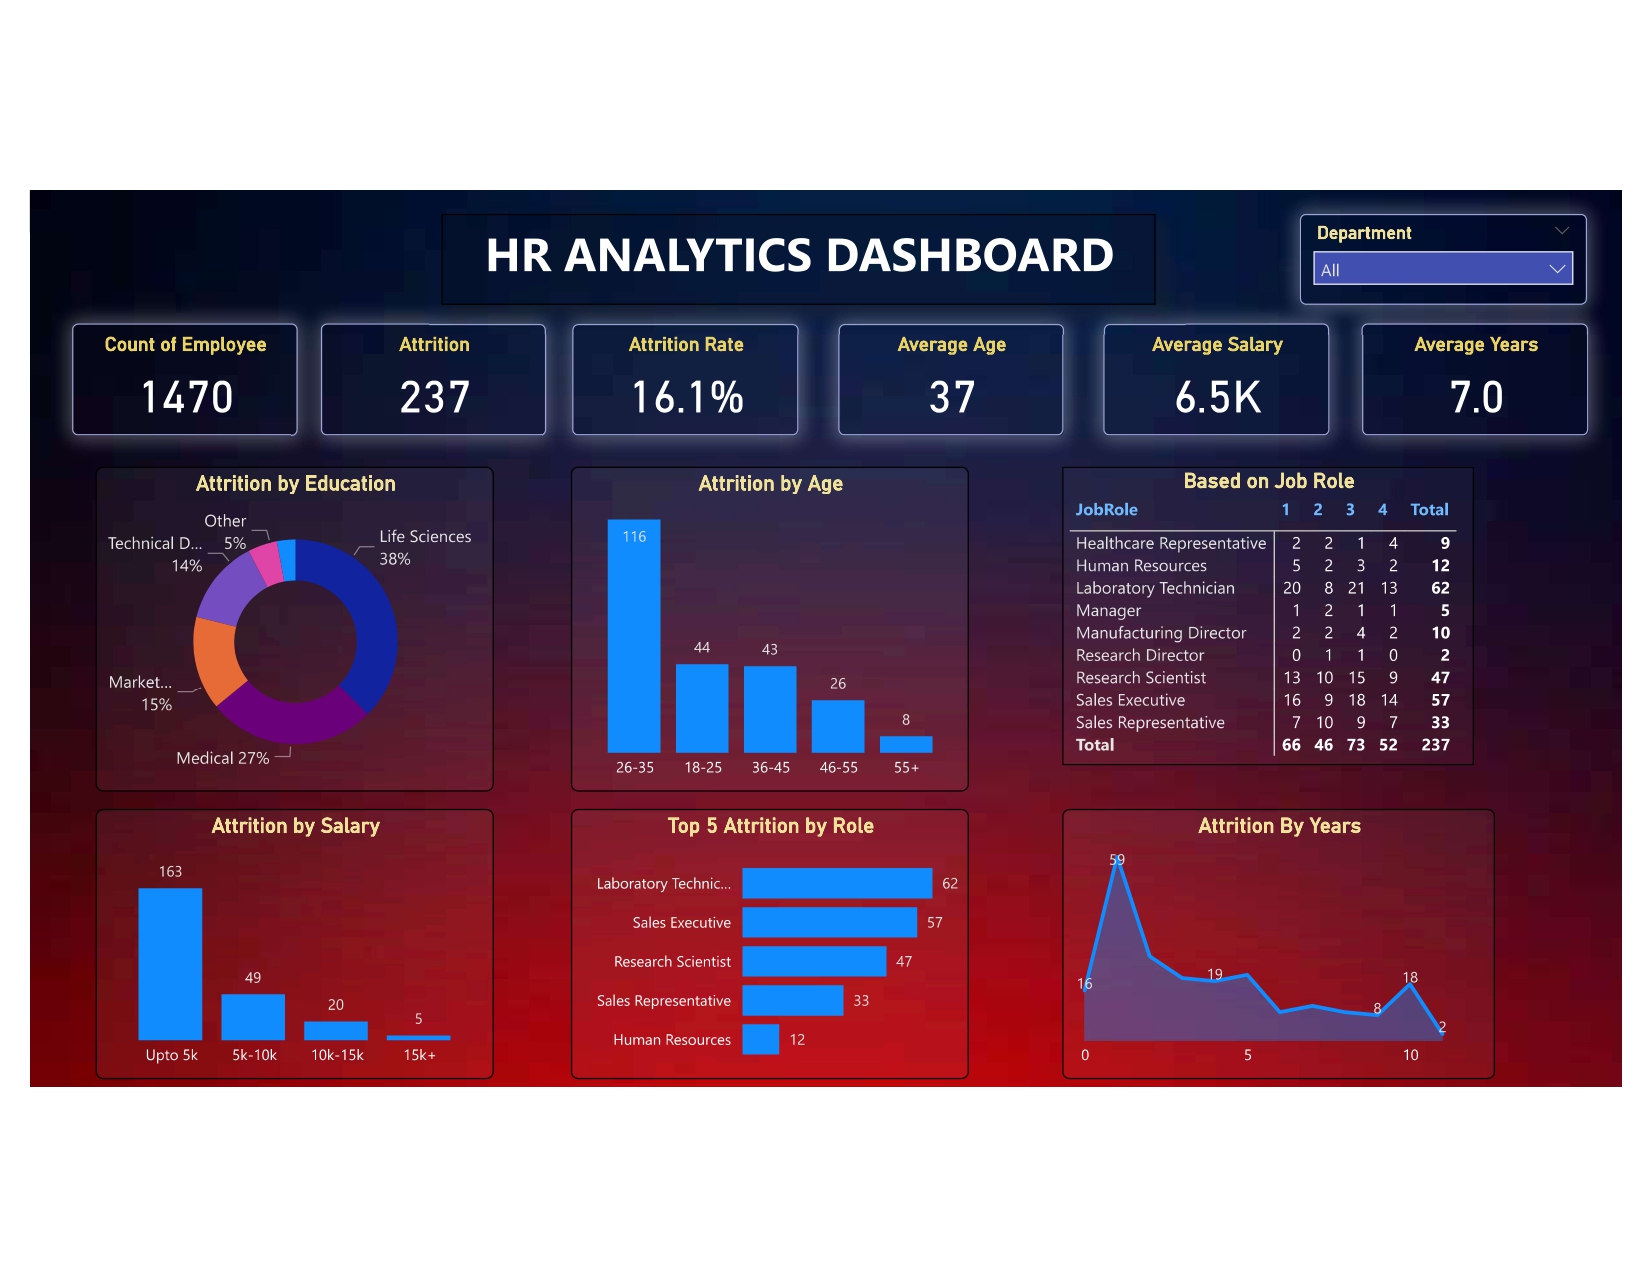 HR ANALYTICS DASHBOARD
Department
All
Count of Employee
1470
Attrition
237
Attrition Rate
16.1%
Average Age
37
Average Salary
6.5K
Average Years
7.0
Attrition by Education
Other
5%
Technical D...
14%
Life Sciences
38%
Market...
15%
Medical 27%
Attrition by Age
116
44
43
26
8
26-35 18-25 36-45 46-55 55+
Based on Job Role
JobRole 1 2 3 4 Total
Healthcare Representative 2 2 1 4 9
Human Resources 5 2 3 2 12
Laboratory Technician 20 8 21 13 62
Manager 1 2 1 1 5
Manufacturing Director 2 2 4 2 10
Research Director 0 1 1 0 2
Research Scientist 13 10 15 9 47
Sales Executive 16 9 18 14 57
Sales Representative 7 10 9 7 33
Total 66 46 73 52 237
Attrition by Salary
163
49
20
5
Upto 5k 5k-10k 10k-15k 15k+
Top 5 Attrition by Role
Laboratory Technic... 62
Sales Executive 57
Research Scientist 47
Sales Representative 33
Human Resources 12
Attrition By Years
59
16
19
8
18
2
0 5 10